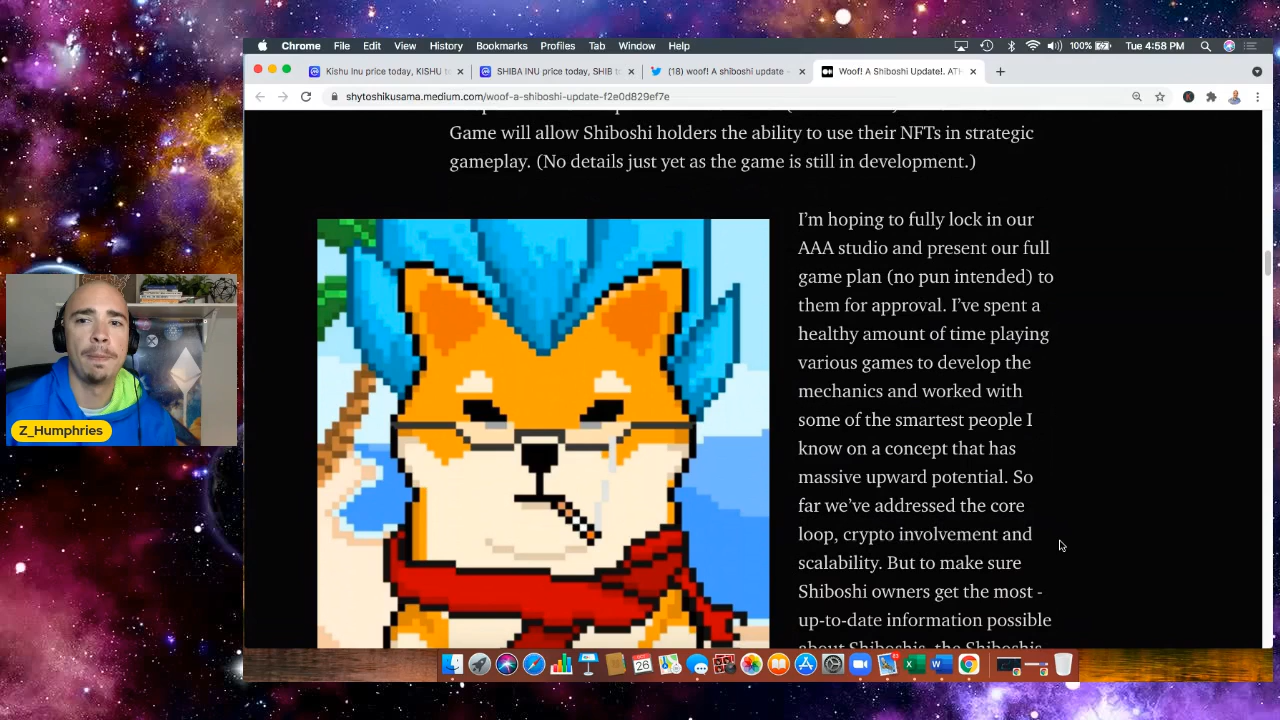 Chrome File Edit View History Bookmarks Profiles Tab Window Help 100% Tue 4:58 PM
Kishu Inu price today, KISHU t SHIBA INU price today, SHIB to (18) woof! A shiboshi update - Woof! A Shiboshi Update!. ATH
shytoshikusama.medium.com/woof-a-shiboshi-update-f2e0d829ef7e
Game will allow Shiboshi holders the ability to use their NFTs in strategic
gameplay. (No details just yet as the game is still in development.)
I'm hoping to fully lock in our
AAA studio and present our full
game plan (no pun intended) to
them for approval. I've spent a
healthy amount of time playing
various games to develop the
mechanics and worked with
some of the smartest people I
know on a concept that has
massive upward potential. So
far we've addressed the core
loop, crypto involvement and
scalability. But to make sure
Shiboshi owners get the most -
up-to-date information possible
about Shiboshis, the Shiboshis
Z_Humphries
26